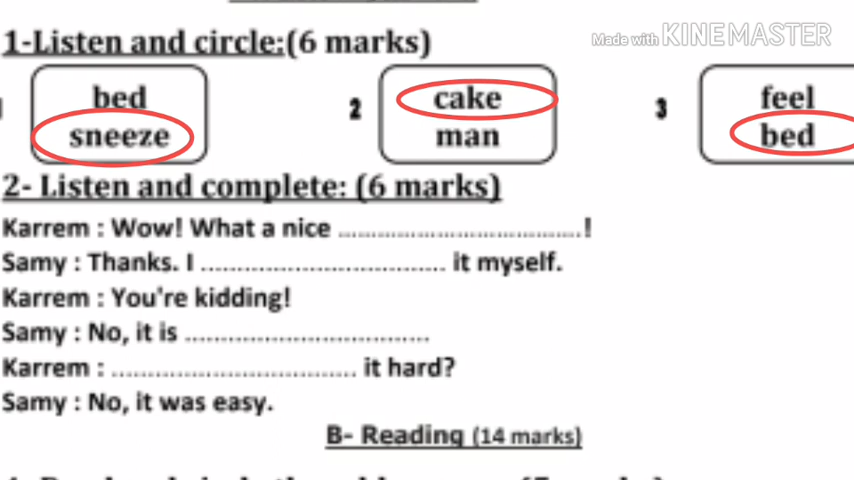 Made with KINEMASTER
1-Listen and circle:(6 marks)
bed
sneeze
2
cake
man
3
feel
bed
2- Listen and complete: (6 marks)
Karrem : Wow! What a nice ........................................!
Samy : Thanks. I .................................. it myself.
Karrem : You're kidding!
Samy : No, it is ..................................
Karrem : .................................. it hard?
Samy : No, it was easy.
B- Reading (14 marks)